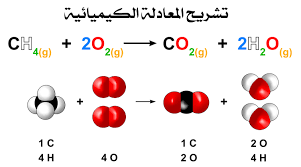 تشريح المعادلة الكيميائية
CH₄(g) + 2O₂(g) → CO₂(g) + 2H₂O(g)
+ → +
1 C 1 C 2 O
4 H 4 O 2 O 4 H